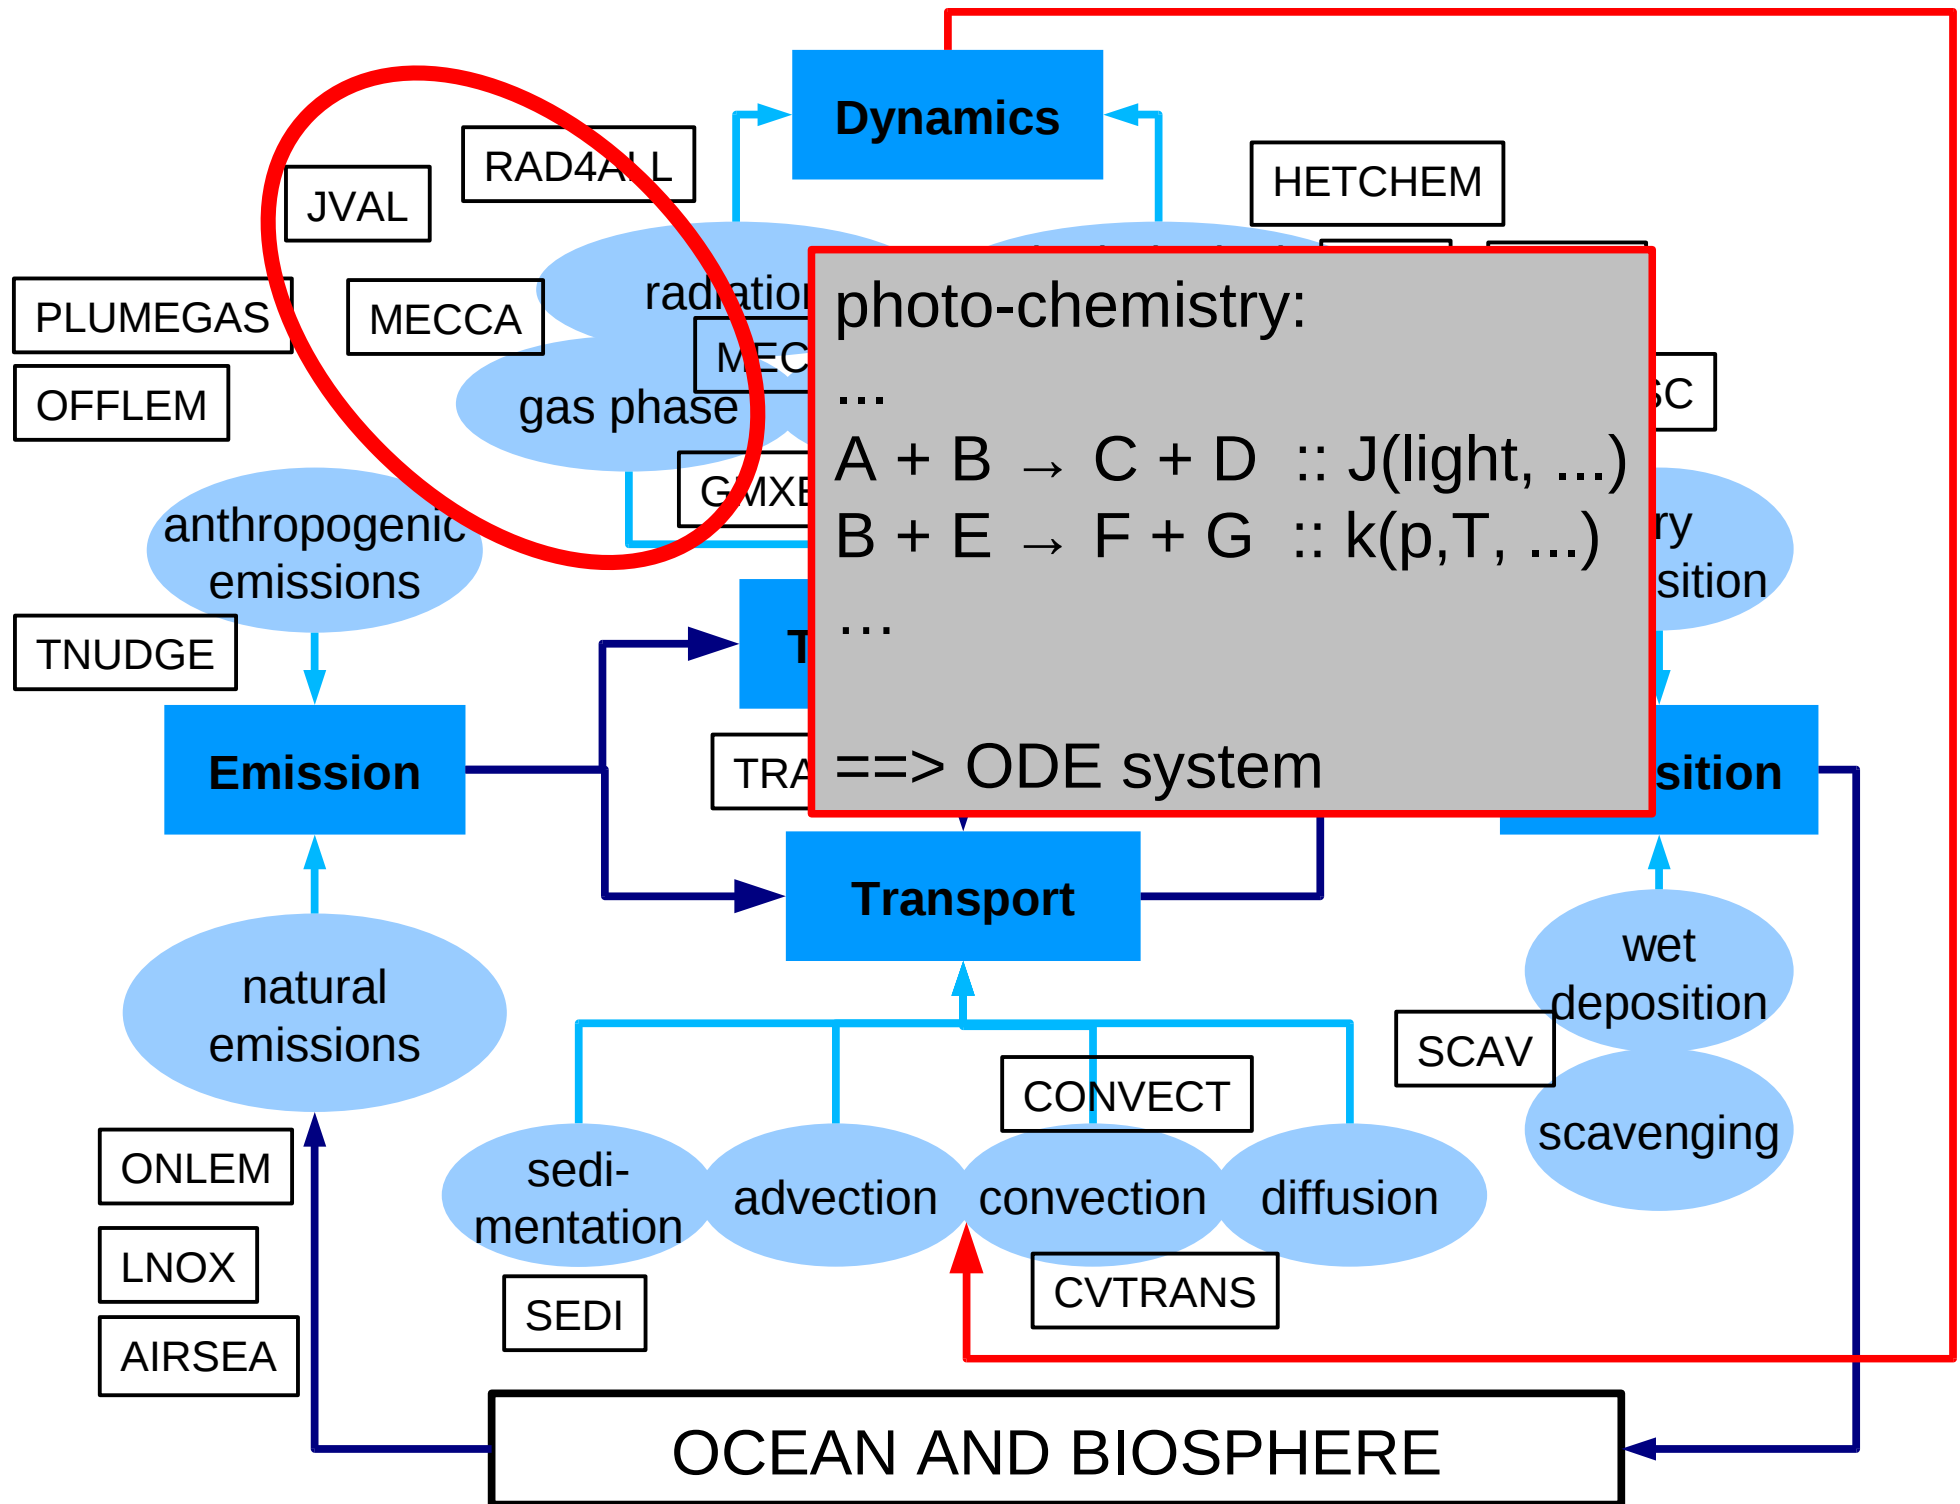 Dynamics
RAD4ALL
HETCHEM
JVAL
PLUMEGAS
MECCA
radiation
photo-chemistry:
...
A + B → C + D :: J(light, ...)
B + E → F + G :: k(p,T, ...)
...
==> ODE system
OFFLEM
gas phase
anthropogenic
emissions
TNUDGE
Emission
Transport
natural
emissions
wet
deposition
SCAV
scavenging
CONVECT
ONLEM
sedi-
mentation
advection
convection
diffusion
LNOX
CVTRANS
SEDI
AIRSEA
OCEAN AND BIOSPHERE